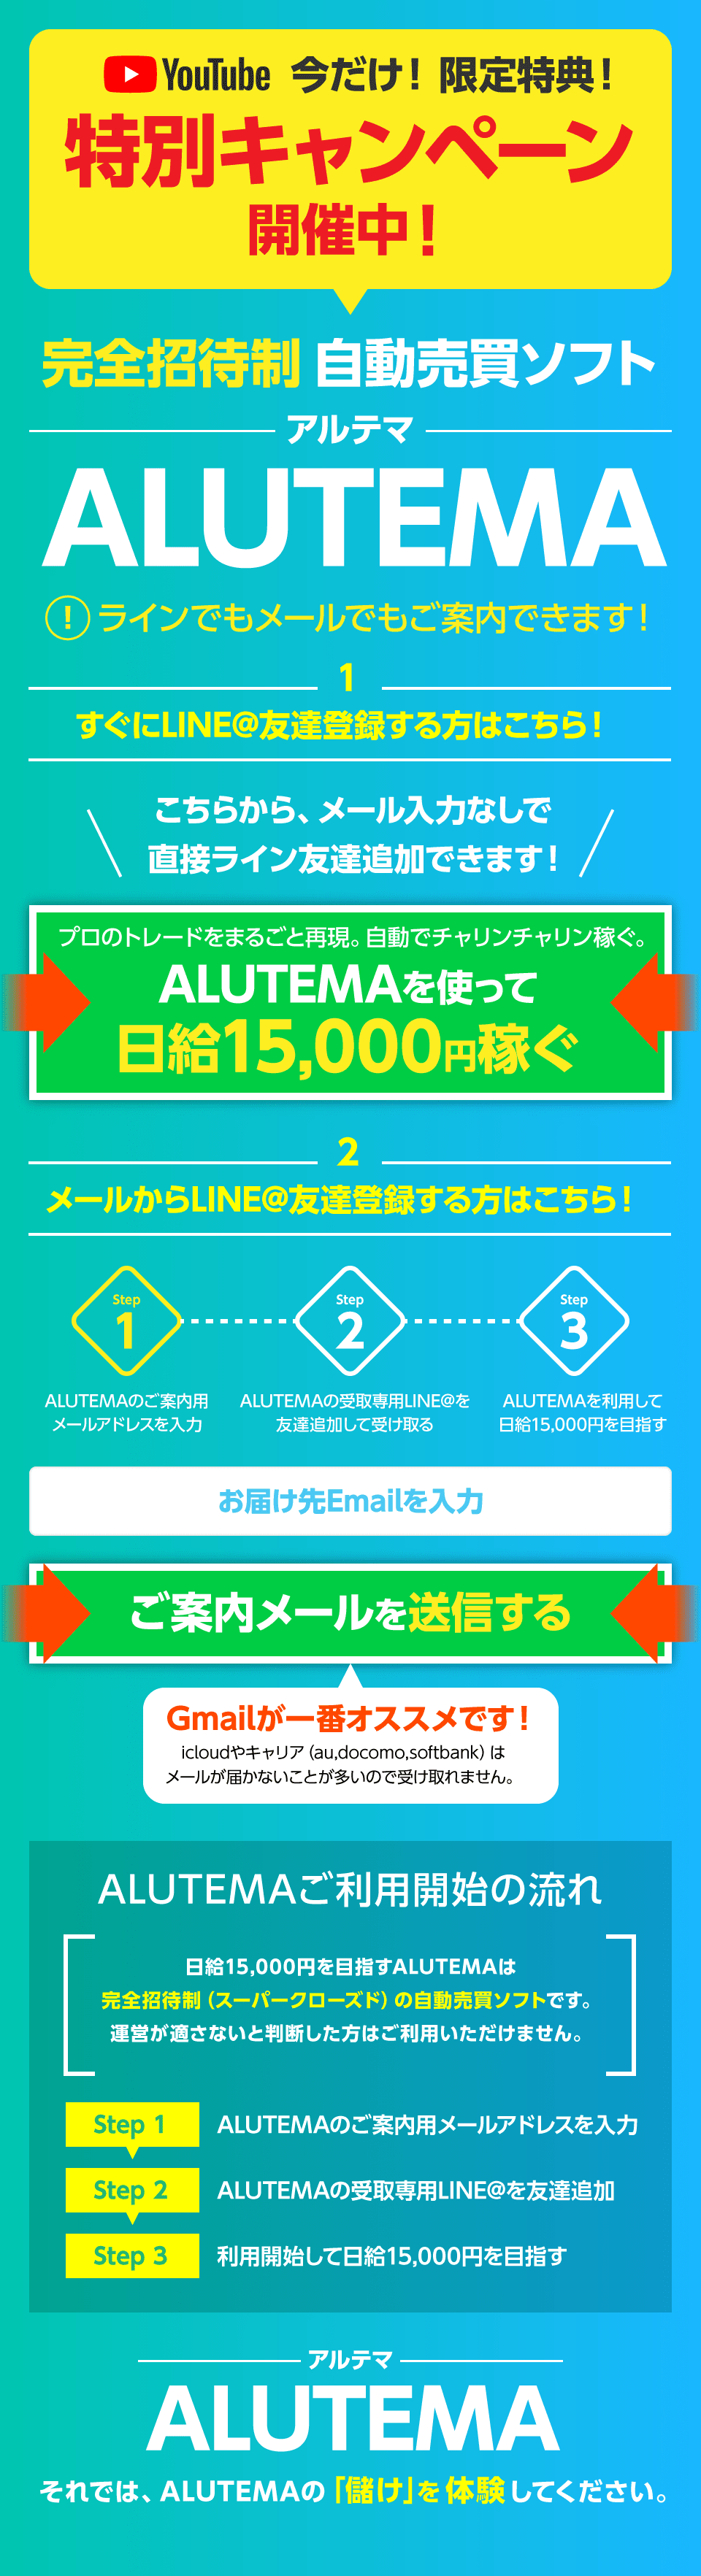 YouTube 今だけ！限定特典！
特別キャンペーン
開催中！
完全招待制 自動売買ソフト
アルテマ
ALUTEMA
! ラインでもメールでもご案内できます！
1
すぐにLINE@友達登録する方はこちら！
こちらから、メール入力なしで
直接ライン友達追加できます！
プロのトレードをまるごと再現。自動でチャリンチャリン稼ぐ。
ALUTEMAを使って
日給15,000円稼ぐ
2
メールからLINE@友達登録する方はこちら！
Step 1
ALUTEMAのご案内用
メールアドレスを入力
Step 2
ALUTEMAの受取専用LINE@を
友達追加して受け取る
Step 3
ALUTEMAを利用して
日給15,000円を目指す
お届け先Emailを入力
ご案内メールを送信する
Gmailが一番オススメです！
icloudやキャリア（au,docomo,softbank）は
メールが届かないことが多いので受け取れません。
ALUTEMAご利用開始の流れ
日給15,000円を目指すALUTEMAは
完全招待制（スーパークローズド）の自動売買ソフトです。
運営が適さないと判断した方はご利用いただけません。
Step 1 ALUTEMAのご案内用メールアドレスを入力
Step 2 ALUTEMAの受取専用LINE@を友達追加
Step 3 利用開始して日給15,000円を目指す
アルテマ
ALUTEMA
それでは、ALUTEMAの「儲け」を体験してください。